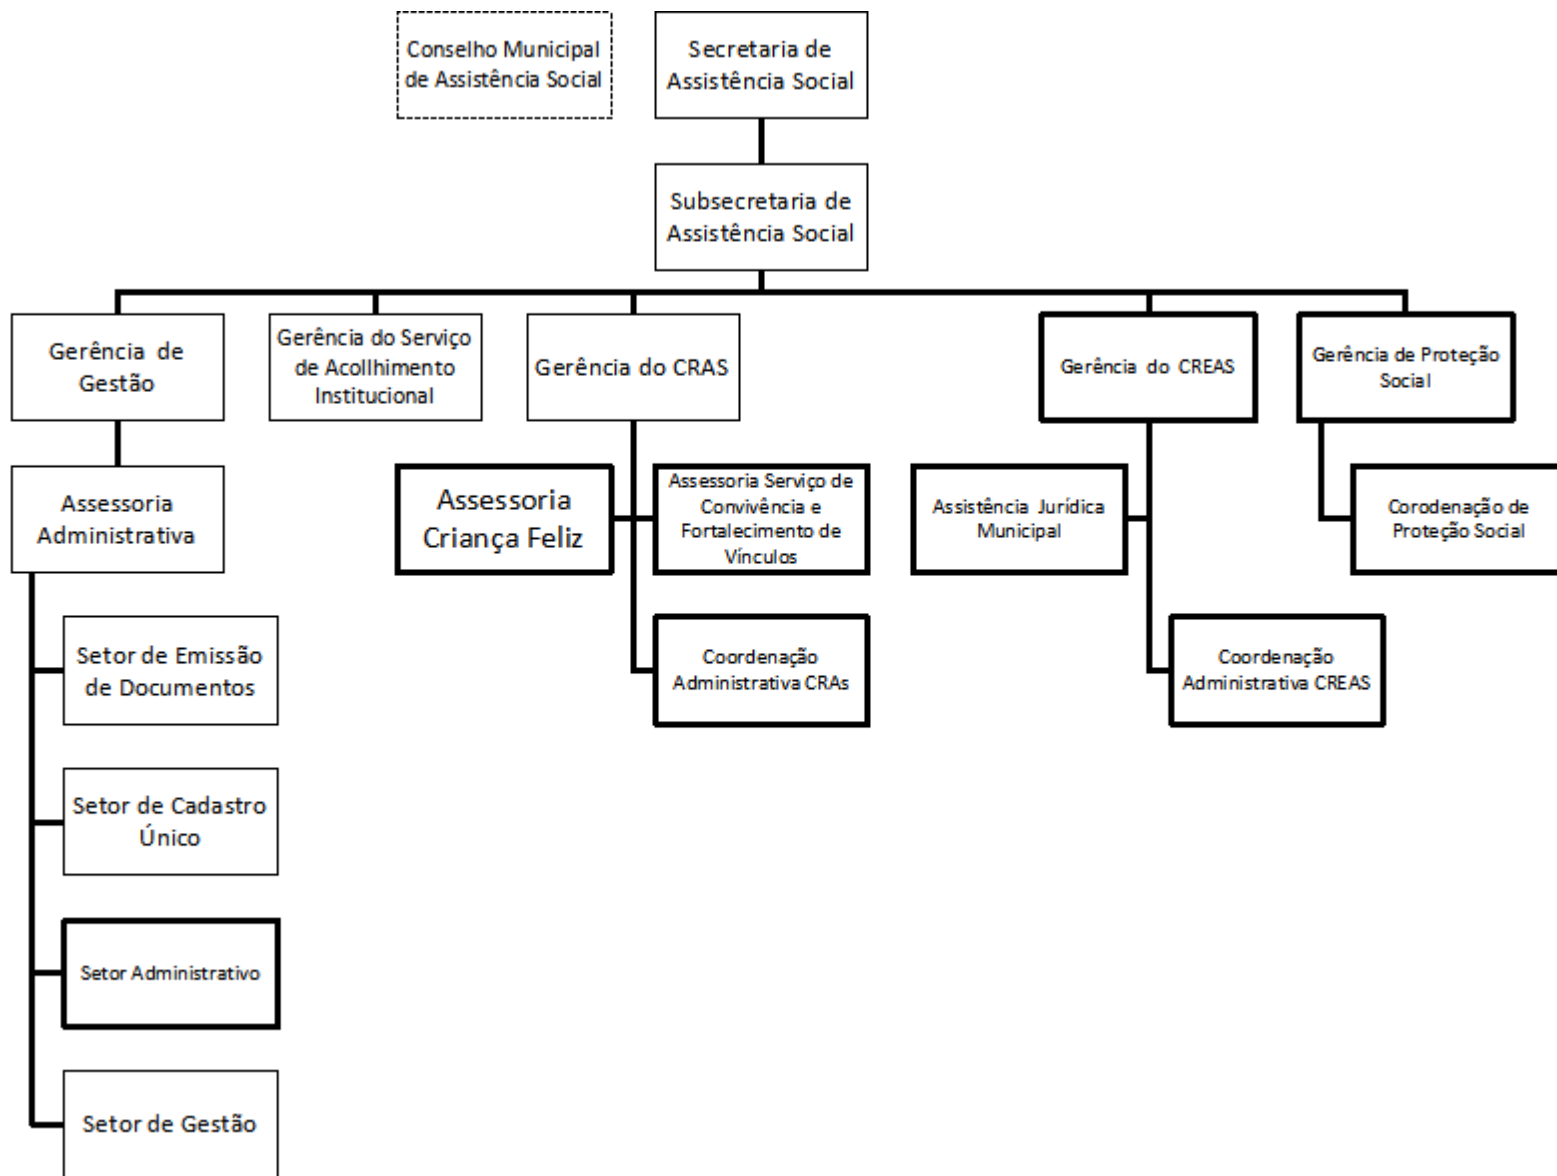 Conselho Municipal
de Assistência Social
Secretaria de
Assistência Social
Subsecretaria de
Assistência Social
Gerência de
Gestão
Gerência do Serviço
de Acollhimento
Institucional
Gerência do CRAS
Gerência do CREAS
Gerência de Proteção
Social
Assessoria
Administrativa
Assessoria
Criança Feliz
Assessoria Serviço de
Convivência e
Fortalecimento de
Vínculos
Assistência Jurídica
Municipal
Corodenação de
Proteção Social
Setor de Emissão
de Documentos
Coordenação
Administrativa CRAs
Coordenação
Administrativa CREAS
Setor de Cadastro
Único
Setor Administrativo
Setor de Gestão